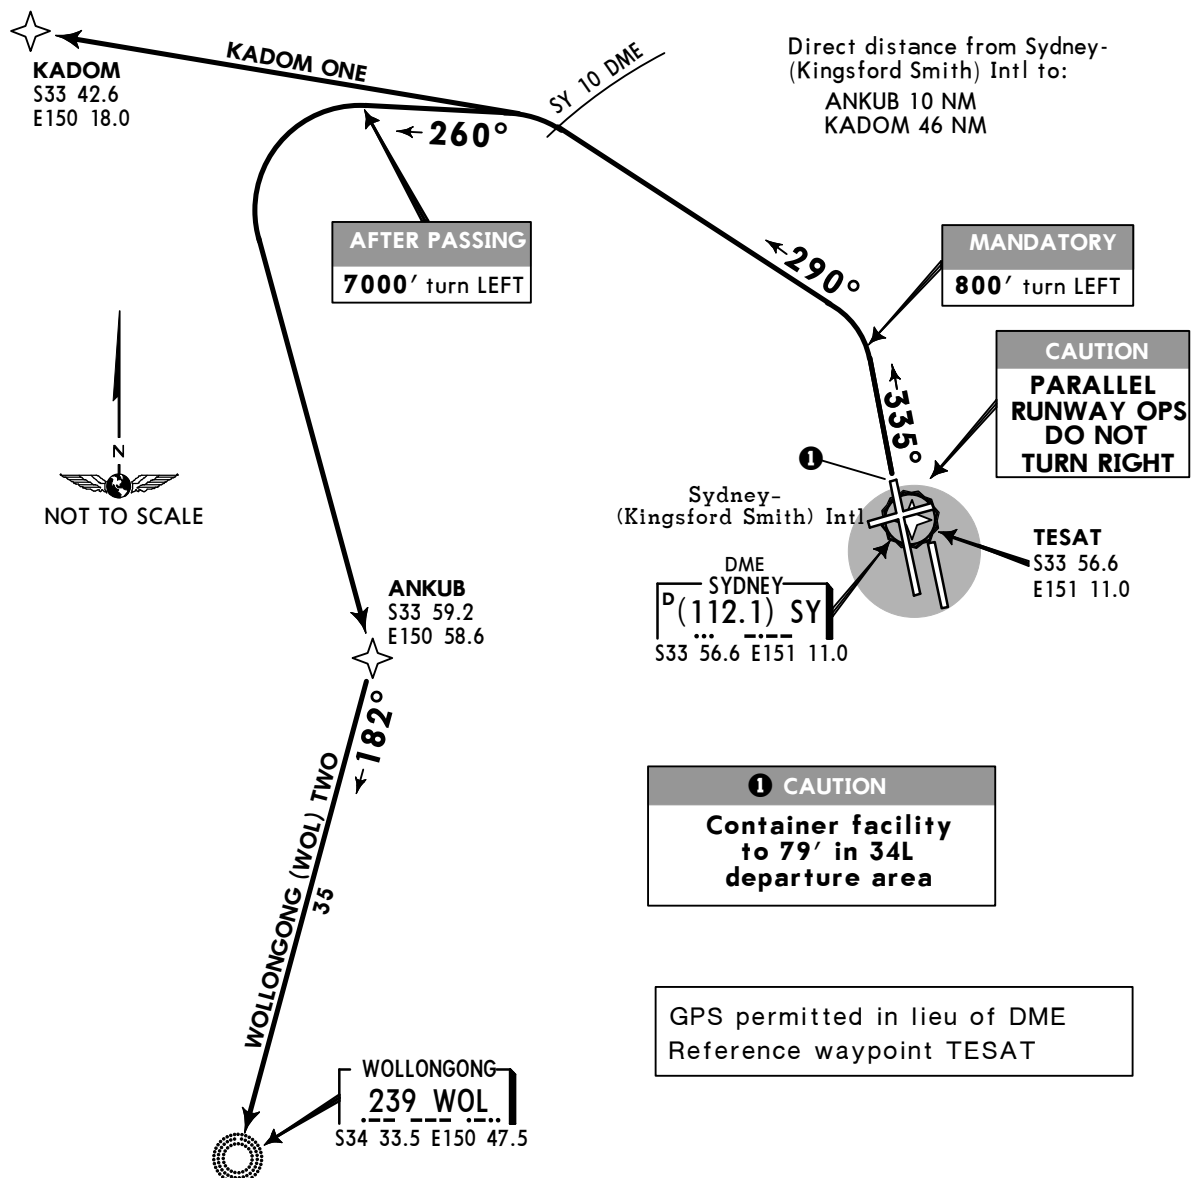 KADOM
S33 42.6
E150 18.0
KADOM ONE
SY 10 DME
Direct distance from Sydney-
(Kingsford Smith) Intl to:
ANKUB 10 NM
KADOM 46 NM
260°
AFTER PASSING
7000′ turn LEFT
290°
MANDATORY
800′ turn LEFT
335°
CAUTION
PARALLEL
RUNWAY OPS
DO NOT
TURN RIGHT
N
NOT TO SCALE
1
Sydney-
(Kingsford Smith) Intl
TESAT
S33 56.6
E151 11.0
DME
SYDNEY
D (112.1) SY
S33 56.6 E151 11.0
ANKUB
S33 59.2
E150 58.6
182°
WOLLONGONG (WOL) TWO
35
1 CAUTION
Container facility
to 79′ in 34L
departure area
GPS permitted in lieu of DME
Reference waypoint TESAT
WOLLONGONG
239 WOL
S34 33.5 E150 47.5